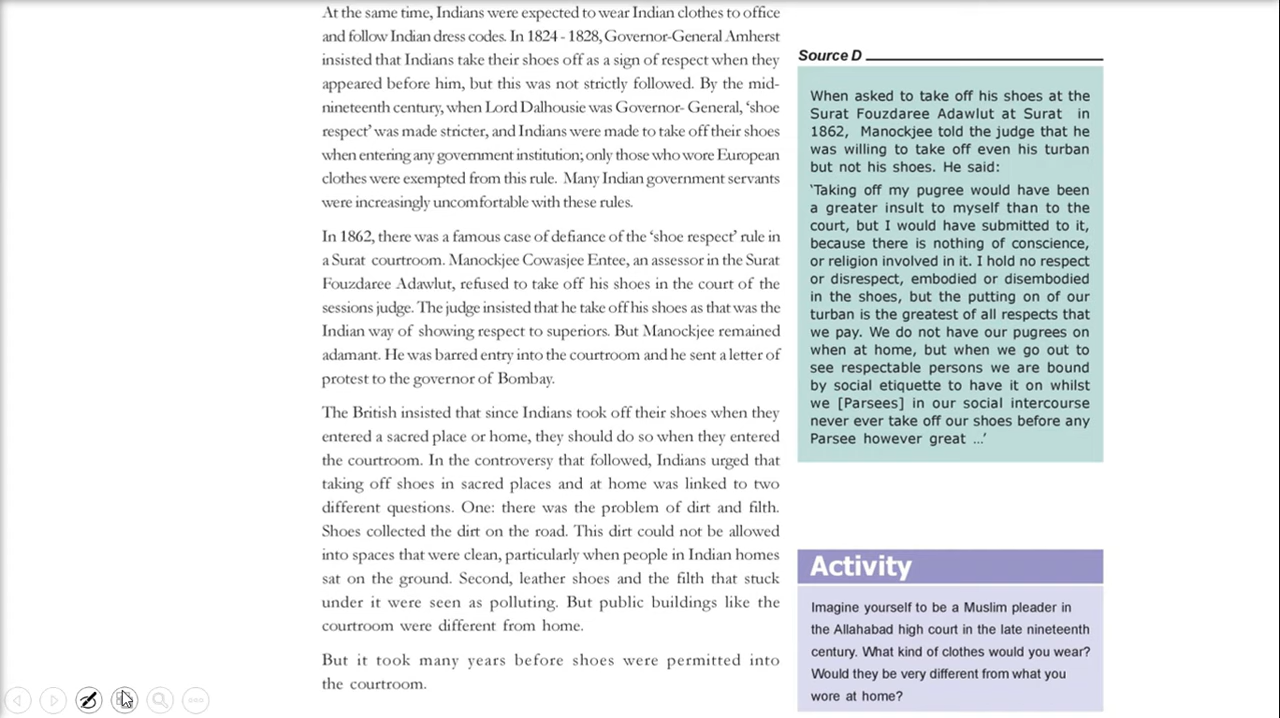 At the same time, Indians were expected to wear Indian clothes to office
and follow Indian dress codes. In 1824 - 1828, Governor-General Amherst
insisted that Indians take their shoes off as a sign of respect when they
appeared before him, but this was not strictly followed. By the mid-
nineteenth century, when Lord Dalhousie was Governor- General, ‘shoe
respect’ was made stricter, and Indians were made to take off their shoes
when entering any government institution; only those who wore European
clothes were exempted from this rule. Many Indian government servants
were increasingly uncomfortable with these rules.
In 1862, there was a famous case of defiance of the ‘shoe respect’ rule in
a Surat courtroom. Manockjee Cowasjee Entee, an assessor in the Surat
Fouzdaree Adawlut, refused to take off his shoes in the court of the
sessions judge. The judge insisted that he take off his shoes as that was the
Indian way of showing respect to superiors. But Manockjee remained
adamant. He was barred entry into the courtroom and he sent a letter of
protest to the governor of Bombay.
The British insisted that since Indians took off their shoes when they
entered a sacred place or home, they should do so when they entered
the courtroom. In the controversy that followed, Indians urged that
taking off shoes in sacred places and at home was linked to two
different questions. One: there was the problem of dirt and filth.
Shoes collected the dirt on the road. This dirt could not be allowed
into spaces that were clean, particularly when people in Indian homes
sat on the ground. Second, leather shoes and the filth that stuck
under it were seen as polluting. But public buildings like the
courtroom were different from home.
But it took many years before shoes were permitted into
the courtroom.
Source D
When asked to take off his shoes at the
Surat Fouzdaree Adawlut at Surat in
1862, Manockjee told the judge that he
was willing to take off even his turban
but not his shoes. He said:
‘Taking off my pugree would have been
a greater insult to myself than to the
court, but I would have submitted to it,
because there is nothing of conscience,
or religion involved in it. I hold no respect
or disrespect, embodied or disembodied
in the shoes, but the putting on of our
turban is the greatest of all respects that
we pay. We do not have our pugrees on
when at home, but when we go out to
see respectable persons we are bound
by social etiquette to have it on whilst
we [Parsees] in our social intercourse
never ever take off our shoes before any
Parsee however great ...’
Activity
Imagine yourself to be a Muslim pleader in
the Allahabad high court in the late nineteenth
century. What kind of clothes would you wear?
Would they be very different from what you
wore at home?